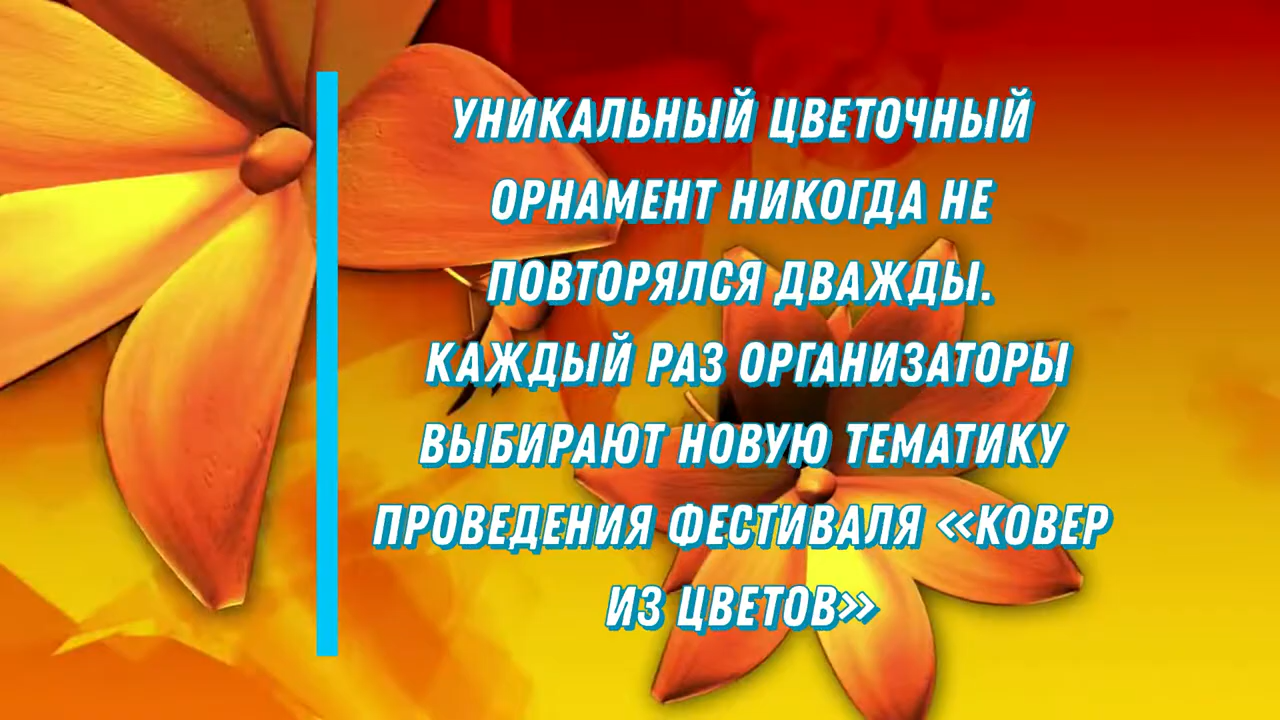 УНИКАЛЬНЫЙ ЦВЕТОЧНЫЙ
ОРНАМЕНТ НИКОГДА НЕ
ПОВТОРЯЛСЯ ДВАЖДЫ.
КАЖДЫЙ РАЗ ОРГАНИЗАТОРЫ
ВЫБИРАЮТ НОВУЮ ТЕМАТИКУ
ПРОВЕДЕНИЯ ФЕСТИВАЛЯ «КОВЕР
ИЗ ЦВЕТОВ»